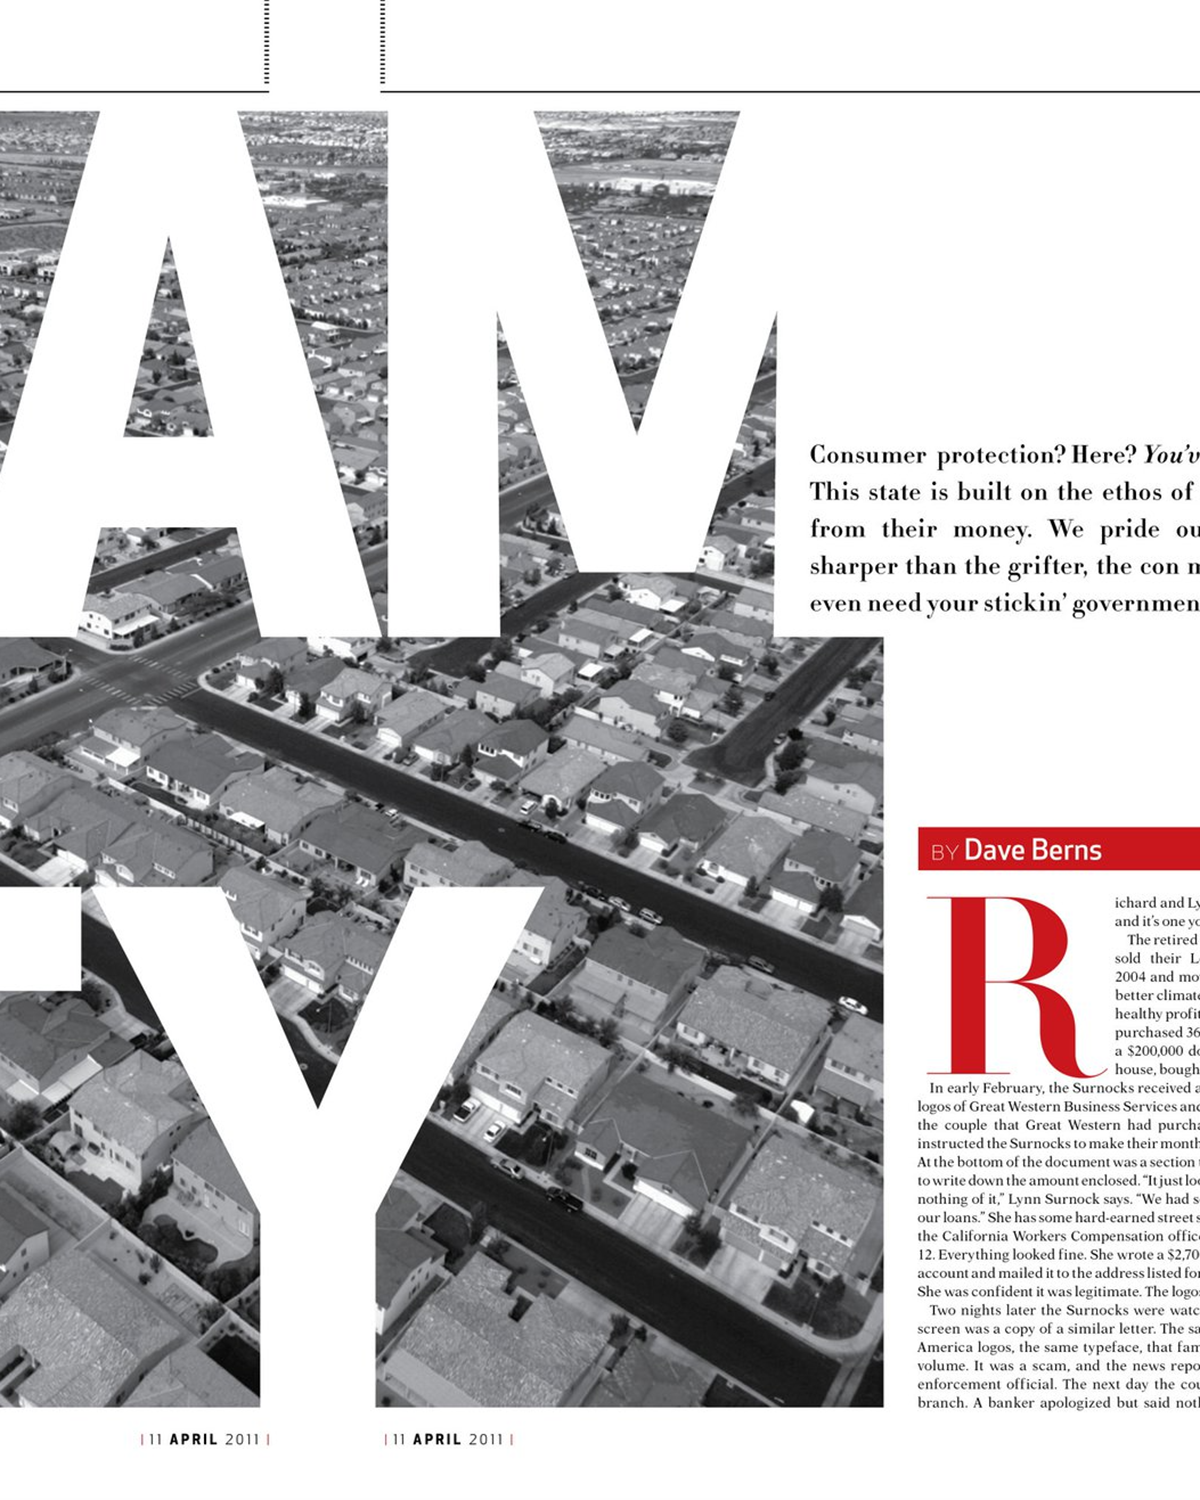 AM
TY
Consumer protection? Here? You'v
This state is built on the ethos of
from their money. We pride ou
sharper than the grifter, the con m
even need your stickin' governmen
BY Dave Berns
Richard and Ly
and it's one yo
The retired
sold their L
2004 and mo
better climate
healthy profit
purchased 36
a $200,000 do
house, bough
In early February, the Surnocks received a
logos of Great Western Business Services and
the couple that Great Western had purcha
instructed the Surnocks to make their month
At the bottom of the document was a section t
to write down the amount enclosed. "It just loo
nothing of it," Lynn Surnock says. "We had s
our loans." She has some hard-earned street s
the California Workers Compensation office
12. Everything looked fine. She wrote a $2,70
account and mailed it to the address listed for
She was confident it was legitimate. The logo
Two nights later the Surnocks were watc
screen was a copy of a similar letter. The sa
America logos, the same typeface, that fam
volume. It was a scam, and the news repo
enforcement official. The next day the cou
branch. A banker apologized but said noth
| 11 APRIL 2011 | | 11 APRIL 2011 |